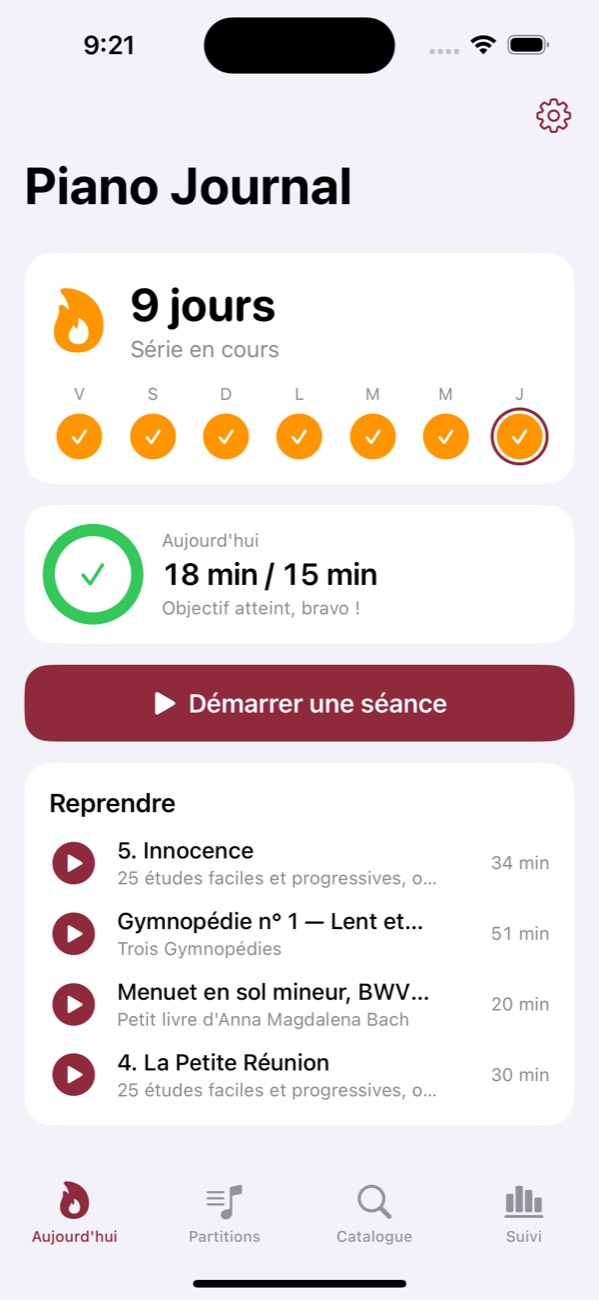 9:21
Piano Journal
9 jours
Série en cours
V S D L M M J
Aujourd'hui
18 min / 15 min
Objectif atteint, bravo !
Démarrer une séance
Reprendre
5. Innocence
25 études faciles et progressives, o...
34 min
Gymnopédie n° 1 — Lent et...
Trois Gymnopédies
51 min
Menuet en sol mineur, BWV...
Petit livre d'Anna Magdalena Bach
20 min
4. La Petite Réunion
25 études faciles et progressives, o...
30 min
Aujourd'hui Partitions Catalogue Suivi